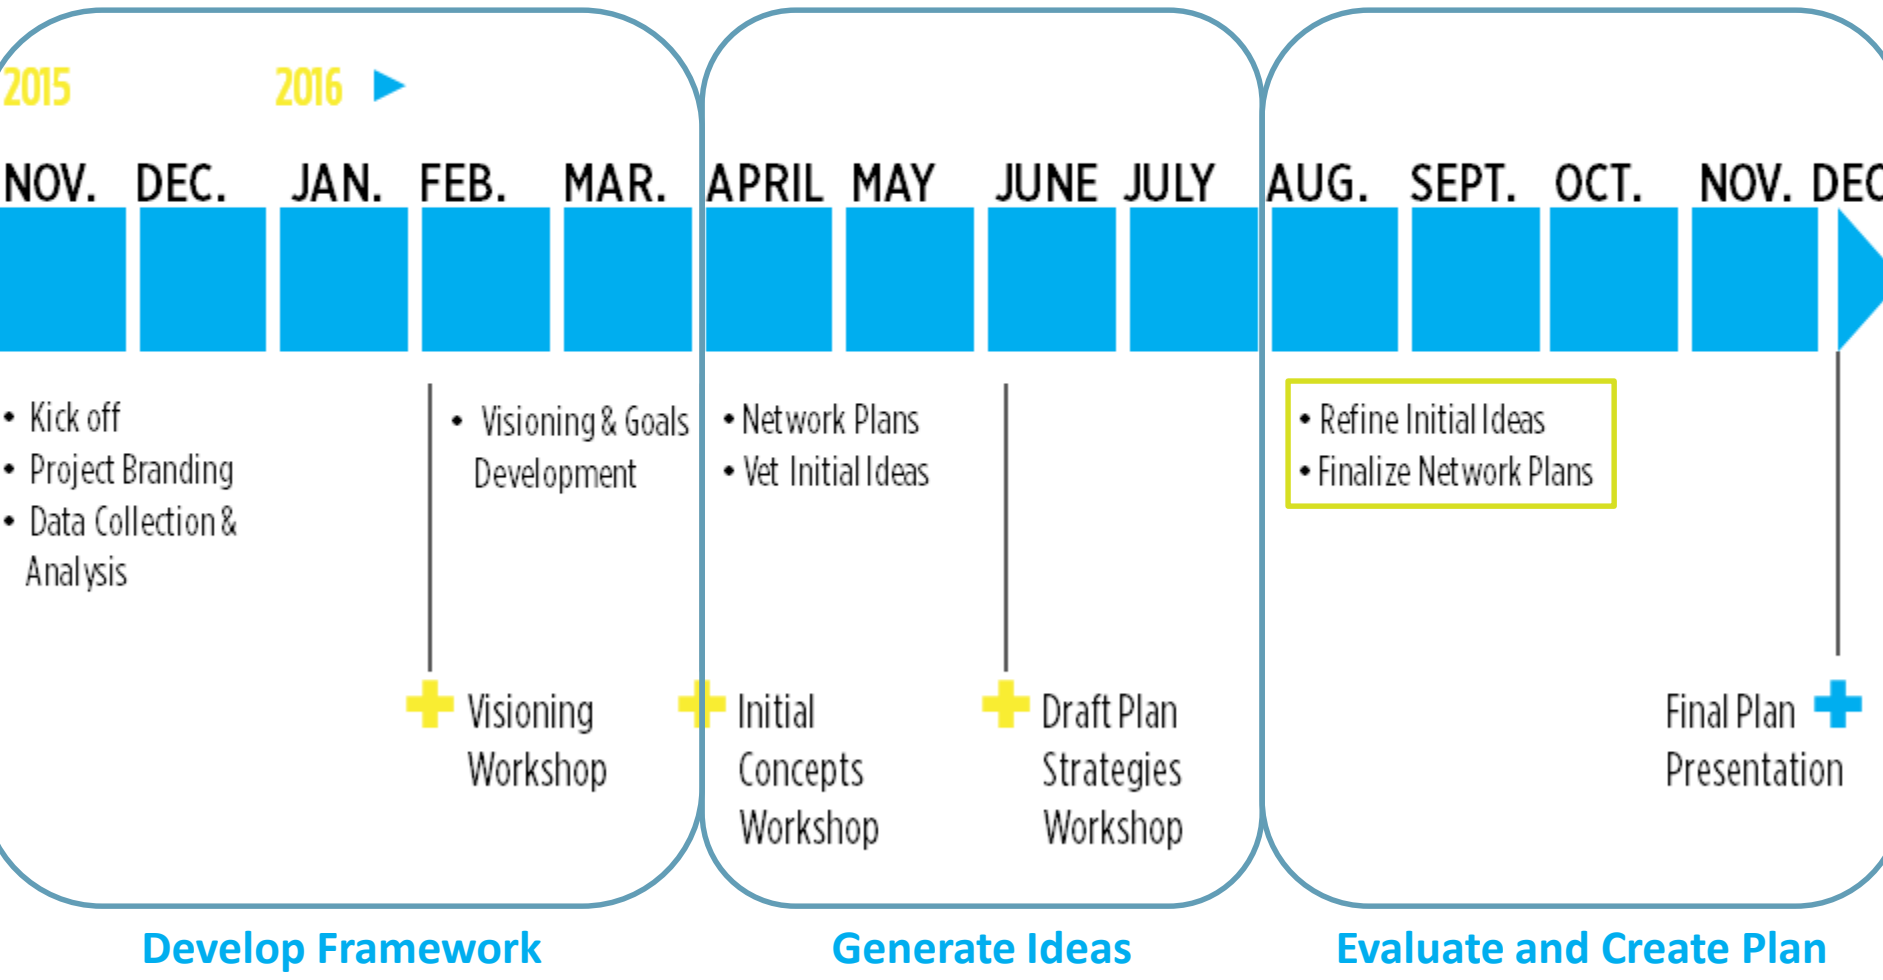 2015 2016
NOV. DEC. JAN. FEB. MAR. APRIL MAY JUNE JULY AUG. SEPT. OCT. NOV. DEC
• Kick off
• Project Branding
• Data Collection &
Analysis
• Visioning & Goals
Development
• Network Plans
• Vet Initial Ideas
• Refine Initial Ideas
• Finalize Network Plans
Visioning
Workshop
Initial
Concepts
Workshop
Draft Plan
Strategies
Workshop
Final Plan
Presentation
Develop Framework
Generate Ideas
Evaluate and Create Plan